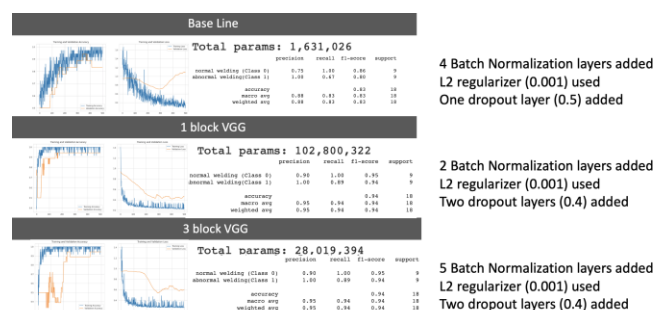 Base Line
Total params: 1,631,026
precision recall f1-score support
normal welding (Class 0) 0.75 1.00 0.86 9
abnormal welding(Class 1) 1.00 0.67 0.80 9
accuracy 0.83 18
macro avg 0.88 0.83 0.83 18
weighted avg 0.88 0.83 0.83 18
4 Batch Normalization layers added
L2 regularizer (0.001) used
One dropout layer (0.5) added
1 block VGG
Total params: 102,800,322
precision recall f1-score support
normal welding(Class 0) 0.90 1.00 0.95 9
abnormal welding(Class 1) 1.00 0.89 0.94 9
accuracy 0.94 18
macro avg 0.95 0.94 0.94 18
weighted avg 0.95 0.94 0.94 18
2 Batch Normalization layers added
L2 regularizer (0.001) used
Two dropout layers (0.4) added
3 block VGG
Total params: 28,019,394
precision recall f1-score support
normal welding (Class 0) 0.90 1.00 0.95 9
abnormal welding (Class 1) 1.00 0.89 0.94 9
accuracy 0.94 18
macro avg 0.95 0.94 0.94 18
weighted avg 0.95 0.94 0.94 18
5 Batch Normalization layers added
L2 regularizer (0.001) used
Two dropout layers (0.4) added